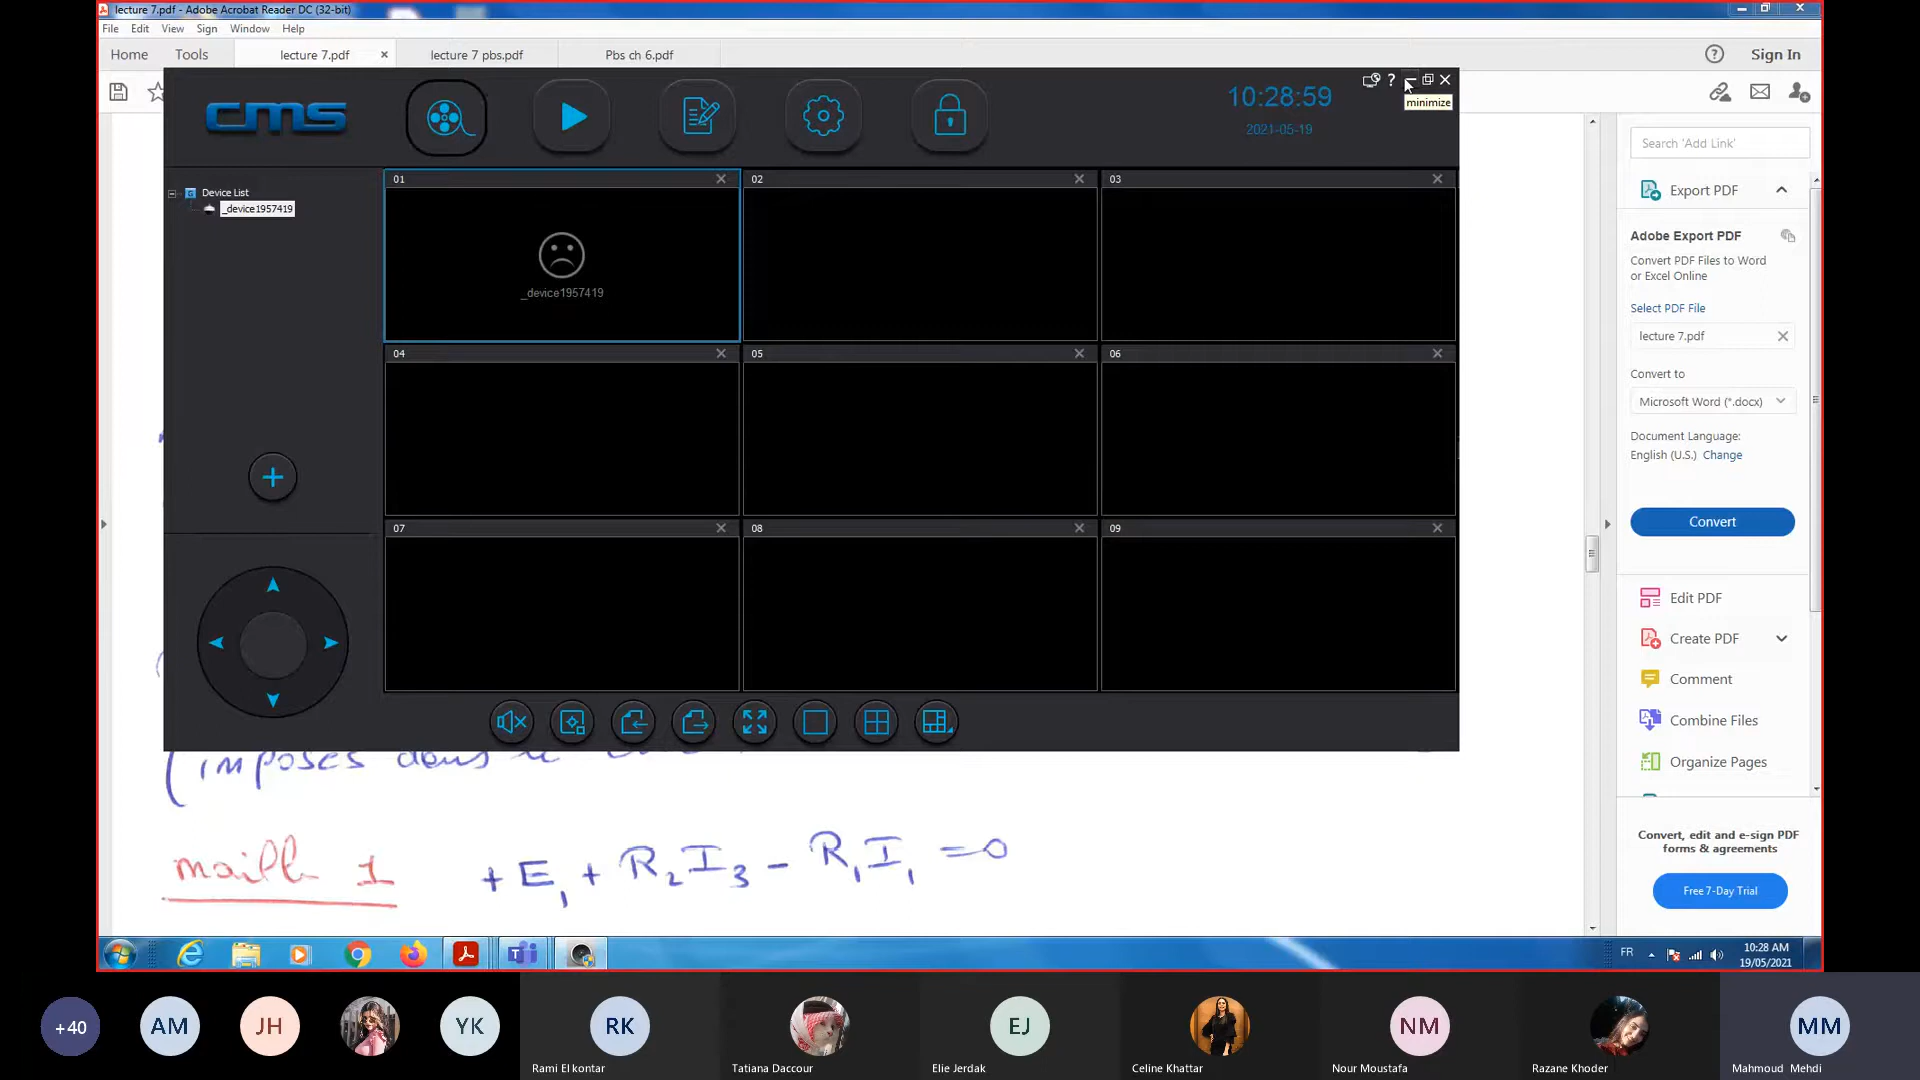 lecture 7.pdf - Adobe Acrobat Reader DC (32-bit)
File Edit View Sign Window Help
Home Tools lecture 7.pdf lecture 7 pbs.pdf Pbs ch 6.pdf Sign In
cms
10:28:59
2021-05-19
minimize
Device List
_device1957419
01 02 03
_device1957419
04 05 06
07 08 09
Search 'Add Link'
Export PDF
Adobe Export PDF
Convert PDF Files to Word
or Excel Online
Select PDF File
lecture 7.pdf
Convert to
Microsoft Word (*.docx)
Document Language:
English (U.S.) Change
Convert
Edit PDF
Create PDF
Comment
Combine Files
Organize Pages
Convert, edit and e-sign PDF
forms & agreements
Free 7-Day Trial
(imposés dans le
maille 1 +E₁ + R₂I₃ - R₁I₁ =0
FR 10:28 AM
19/05/2021
+40 AM JH YK RK EJ NM MM
Rami El kontar Tatiana Daccour Elie Jerdak Celine Khattar Nour Moustafa Razane Khoder Mahmoud Mehdi